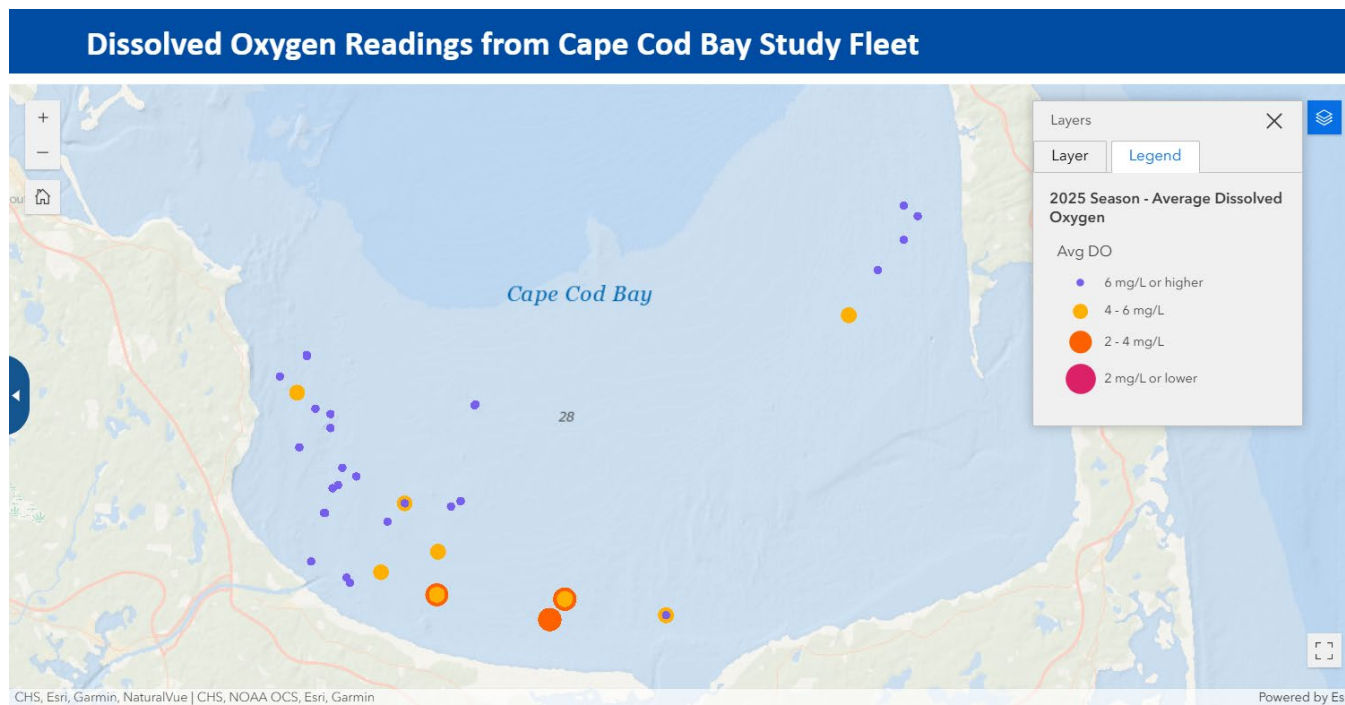 Dissolved Oxygen Readings from Cape Cod Bay Study Fleet
+
−
ou
Cape Cod Bay
28
Layers
Layer Legend
2025 Season - Average Dissolved
Oxygen
Avg DO
6 mg/L or higher
4 - 6 mg/L
2 - 4 mg/L
2 mg/L or lower
CHS, Esri, Garmin, NaturalVue | CHS, NOAA OCS, Esri, Garmin
Powered by Es